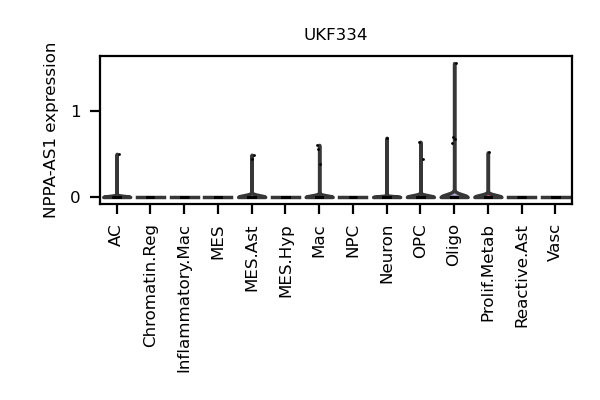 UKF334
NPPA-AS1 expression
1
0
AC
Chromatin.Reg
Inflammatory.Mac
MES
MES.Ast
MES.Hyp
Mac
NPC
Neuron
OPC
Oligo
Prolif.Metab
Reactive.Ast
Vasc